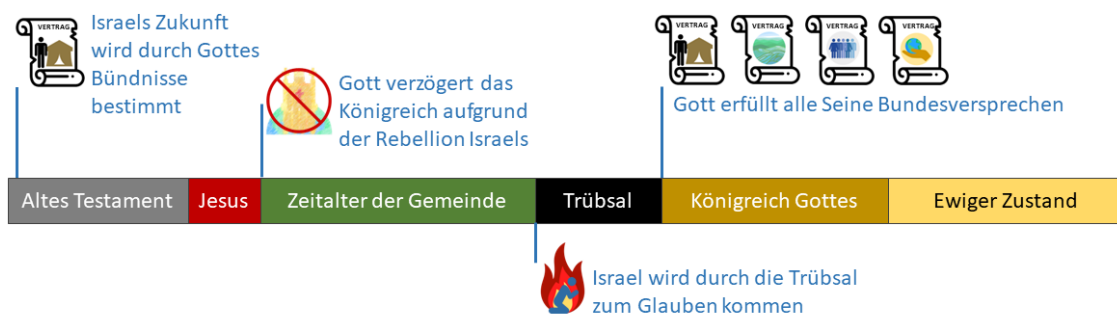 VERTRAG
Israels Zukunft
wird durch Gottes
Bündnisse
bestimmt
Gott verzögert das
Königreich aufgrund
der Rebellion Israels
VERTRAG
VERTRAG
VERTRAG
VERTRAG
Gott erfüllt alle Seine Bundesversprechen
Altes Testament
Jesus
Zeitalter der Gemeinde
Trübsal
Königreich Gottes
Ewiger Zustand
Israel wird durch die Trübsal
zum Glauben kommen